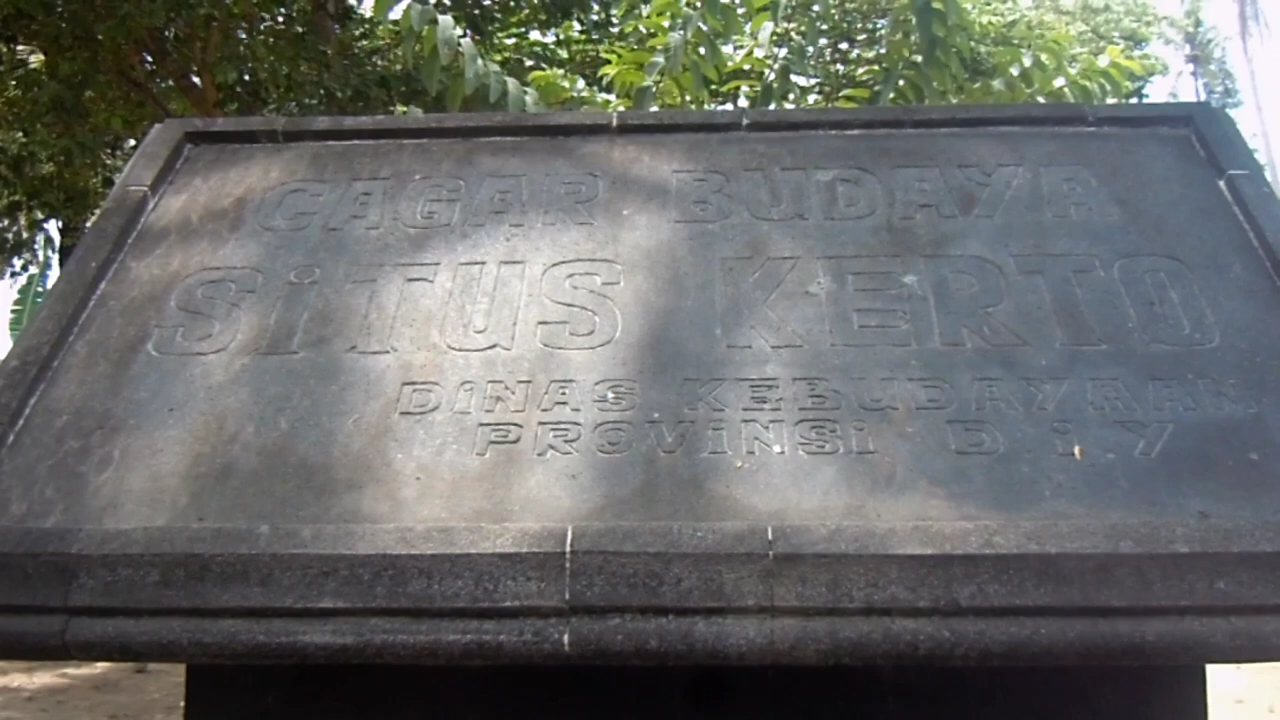 CAGAR BUDAYA
SiTUS KERTO
DiNAS KEBUDAYAAN
PROViNSi D i Y